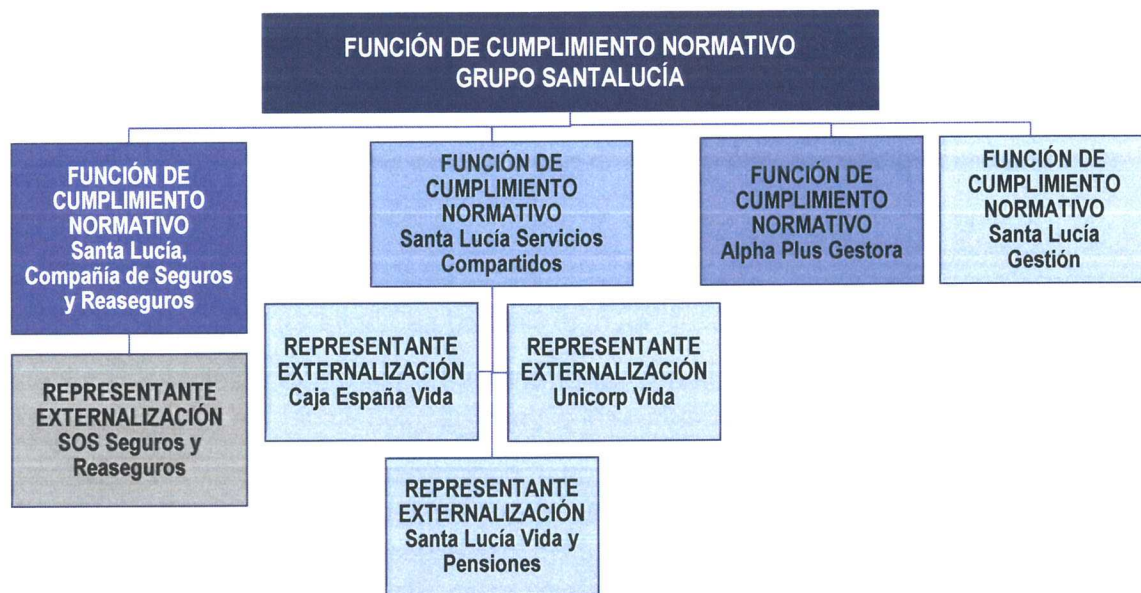 FUNCIÓN DE CUMPLIMIENTO NORMATIVO
GRUPO SANTALUCÍA
FUNCIÓN DE
CUMPLIMIENTO
NORMATIVO
Santa Lucía,
Compañía de Seguros
y Reaseguros
FUNCIÓN DE
CUMPLIMIENTO
NORMATIVO
Santa Lucía Servicios
Compartidos
FUNCIÓN DE
CUMPLIMIENTO
NORMATIVO
Alpha Plus Gestora
FUNCIÓN DE
CUMPLIMIENTO
NORMATIVO
Santa Lucía
Gestión
REPRESENTANTE
EXTERNALIZACIÓN
SOS Seguros y
Reaseguros
REPRESENTANTE
EXTERNALIZACIÓN
Caja España Vida
REPRESENTANTE
EXTERNALIZACIÓN
Unicorp Vida
REPRESENTANTE
EXTERNALIZACIÓN
Santa Lucía Vida y
Pensiones